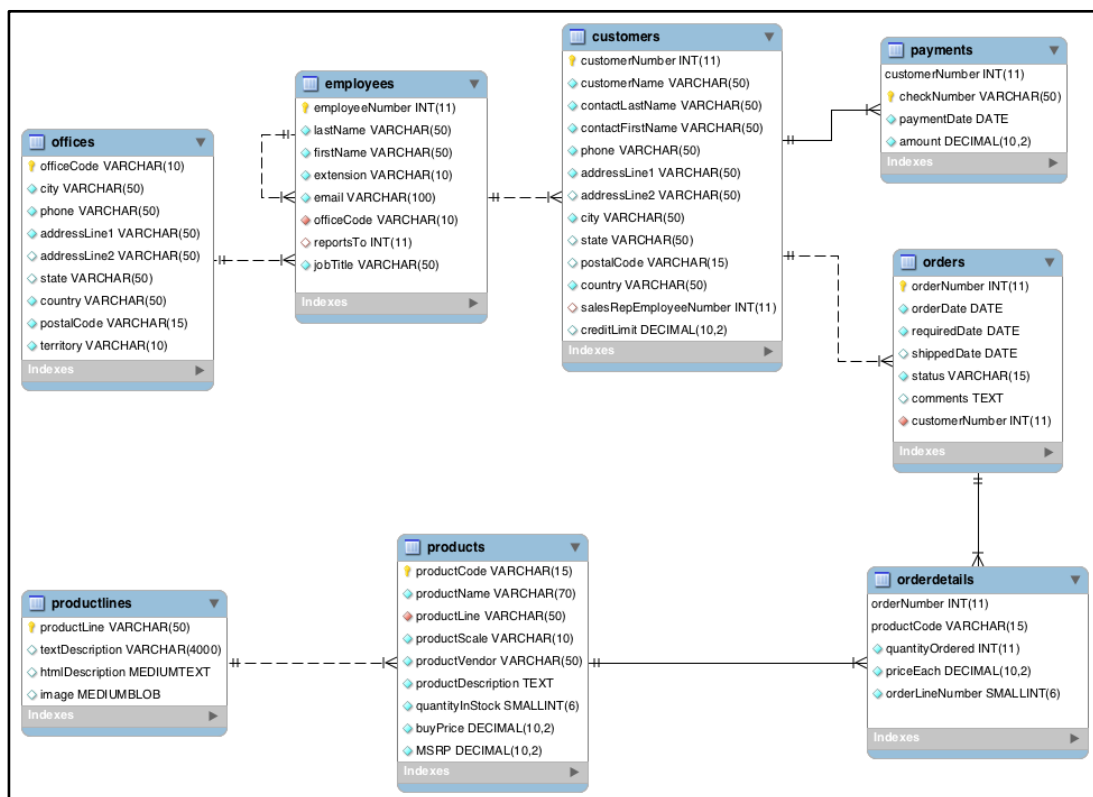 customers
customerNumber INT(11)
customerName VARCHAR(50)
contactLastName VARCHAR(50)
contactFirstName VARCHAR(50)
phone VARCHAR(50)
addressLine1 VARCHAR(50)
addressLine2 VARCHAR(50)
city VARCHAR(50)
state VARCHAR(50)
postalCode VARCHAR(15)
country VARCHAR(50)
salesRepEmployeeNumber INT(11)
creditLimit DECIMAL(10,2)
Indexes
payments
customerNumber INT(11)
checkNumber VARCHAR(50)
paymentDate DATE
amount DECIMAL(10,2)
Indexes
employees
employeeNumber INT(11)
lastName VARCHAR(50)
firstName VARCHAR(50)
extension VARCHAR(10)
email VARCHAR(100)
officeCode VARCHAR(10)
reportsTo INT(11)
jobTitle VARCHAR(50)
Indexes
offices
officeCode VARCHAR(10)
city VARCHAR(50)
phone VARCHAR(50)
addressLine1 VARCHAR(50)
addressLine2 VARCHAR(50)
state VARCHAR(50)
country VARCHAR(50)
postalCode VARCHAR(15)
territory VARCHAR(10)
Indexes
orders
orderNumber INT(11)
orderDate DATE
requiredDate DATE
shippedDate DATE
status VARCHAR(15)
comments TEXT
customerNumber INT(11)
Indexes
products
productCode VARCHAR(15)
productName VARCHAR(70)
productLine VARCHAR(50)
productScale VARCHAR(10)
productVendor VARCHAR(50)
productDescription TEXT
quantityInStock SMALLINT(6)
buyPrice DECIMAL(10,2)
MSRP DECIMAL(10,2)
Indexes
orderdetails
orderNumber INT(11)
productCode VARCHAR(15)
quantityOrdered INT(11)
priceEach DECIMAL(10,2)
orderLineNumber SMALLINT(6)
Indexes
productlines
productLine VARCHAR(50)
textDescription VARCHAR(4000)
htmlDescription MEDIUMTEXT
image MEDIUMBLOB
Indexes